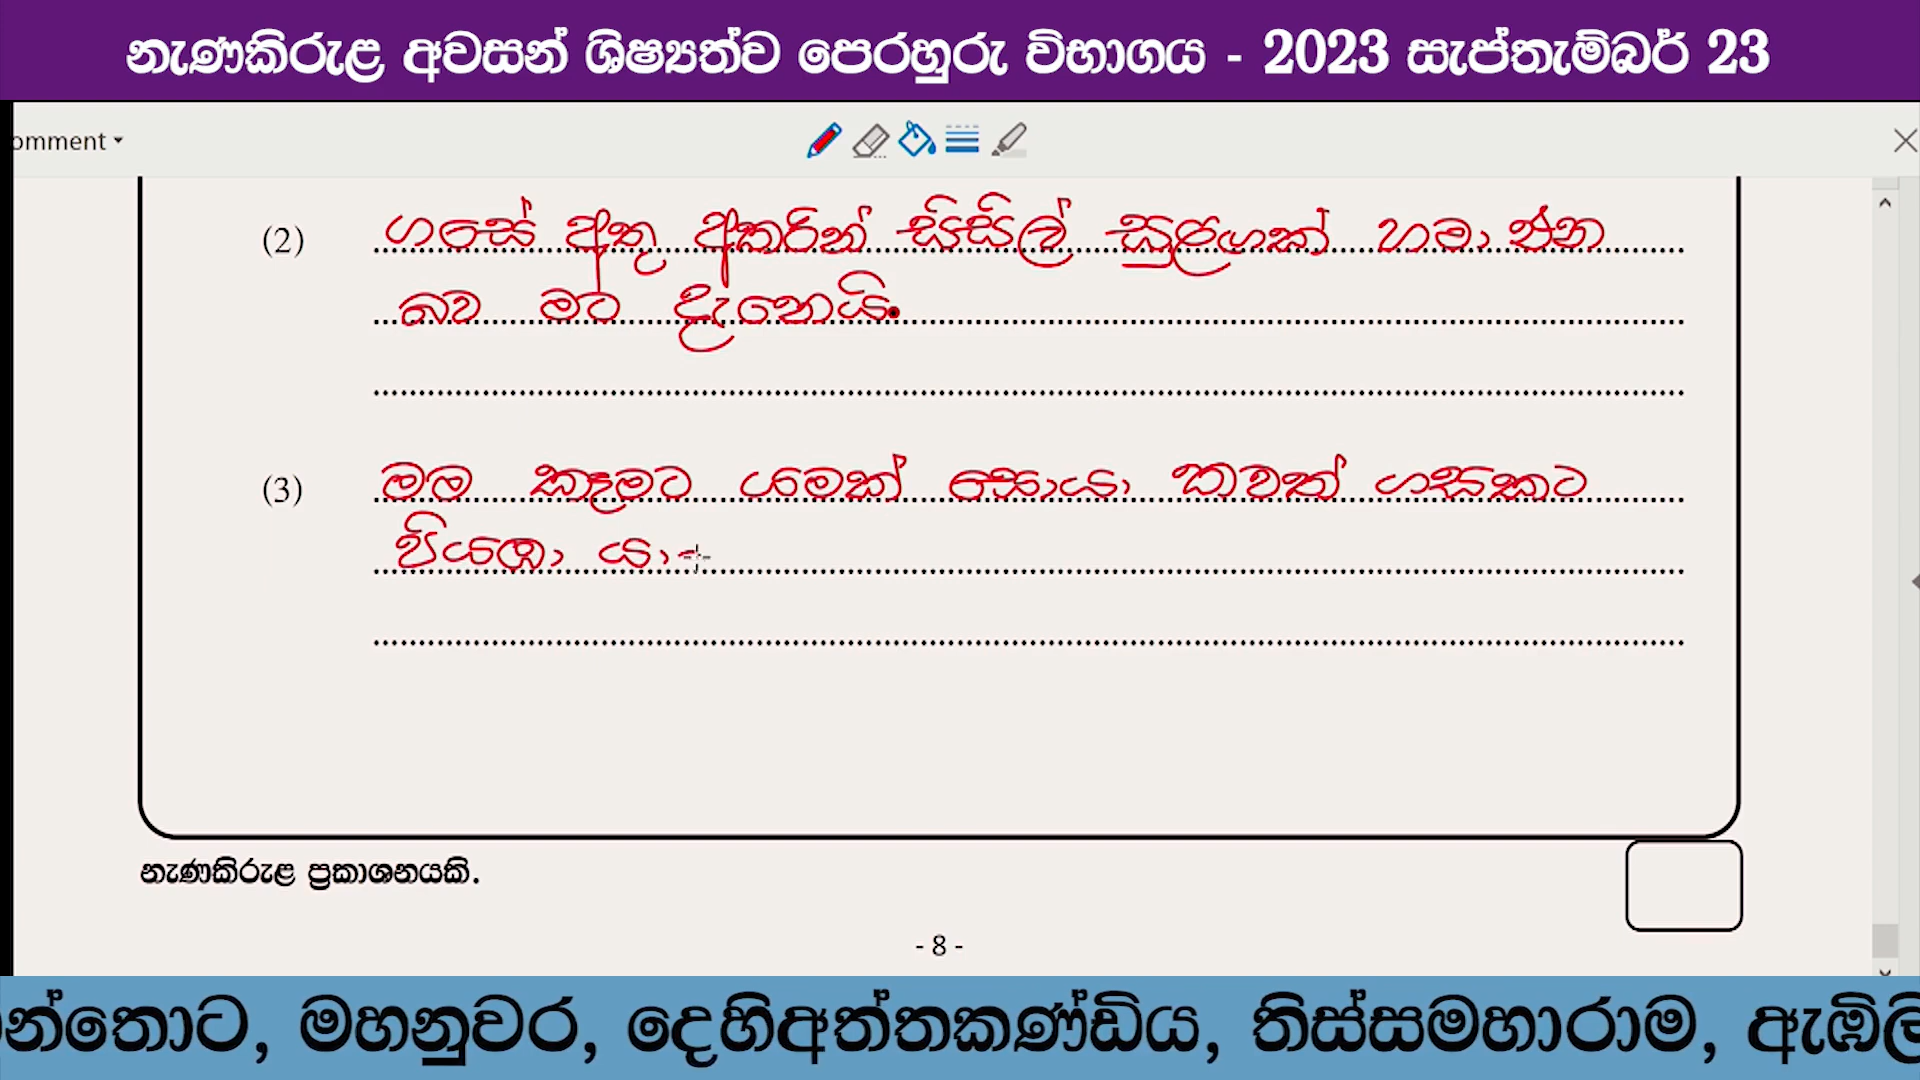 නැණකිරුළ අවසන් ශිෂ්‍යත්ව පෙරහුරු විභාගය - 2023 සැප්තැම්බර් 23
omment
(2) ගසේ අතු අතරින් සිසිල් සුළඟක් හමා එන
බව මට දැනෙයි.
(3) මම කෑමට යමක් සොයා තවත් ගසකට
පියඹා යා
නැණකිරුළ ප්‍රකාශනයකි.
- 8 -
න්තොට, මහනුවර, දෙහිඅත්තකණ්ඩිය, තිස්සමහාරාම, ඇඹිලි